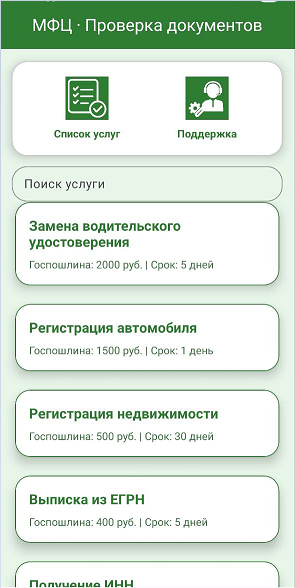 МФЦ · Проверка документов
Список услуг
Поддержка
Поиск услуги
Замена водительского
удостоверения
Госпошлина: 2000 руб. | Срок: 5 дней
Регистрация автомобиля
Госпошлина: 1500 руб. | Срок: 1 день
Регистрация недвижимости
Госпошлина: 500 руб. | Срок: 30 дней
Выписка из ЕГРН
Госпошлина: 400 руб. | Срок: 5 дней
Получение ИНН